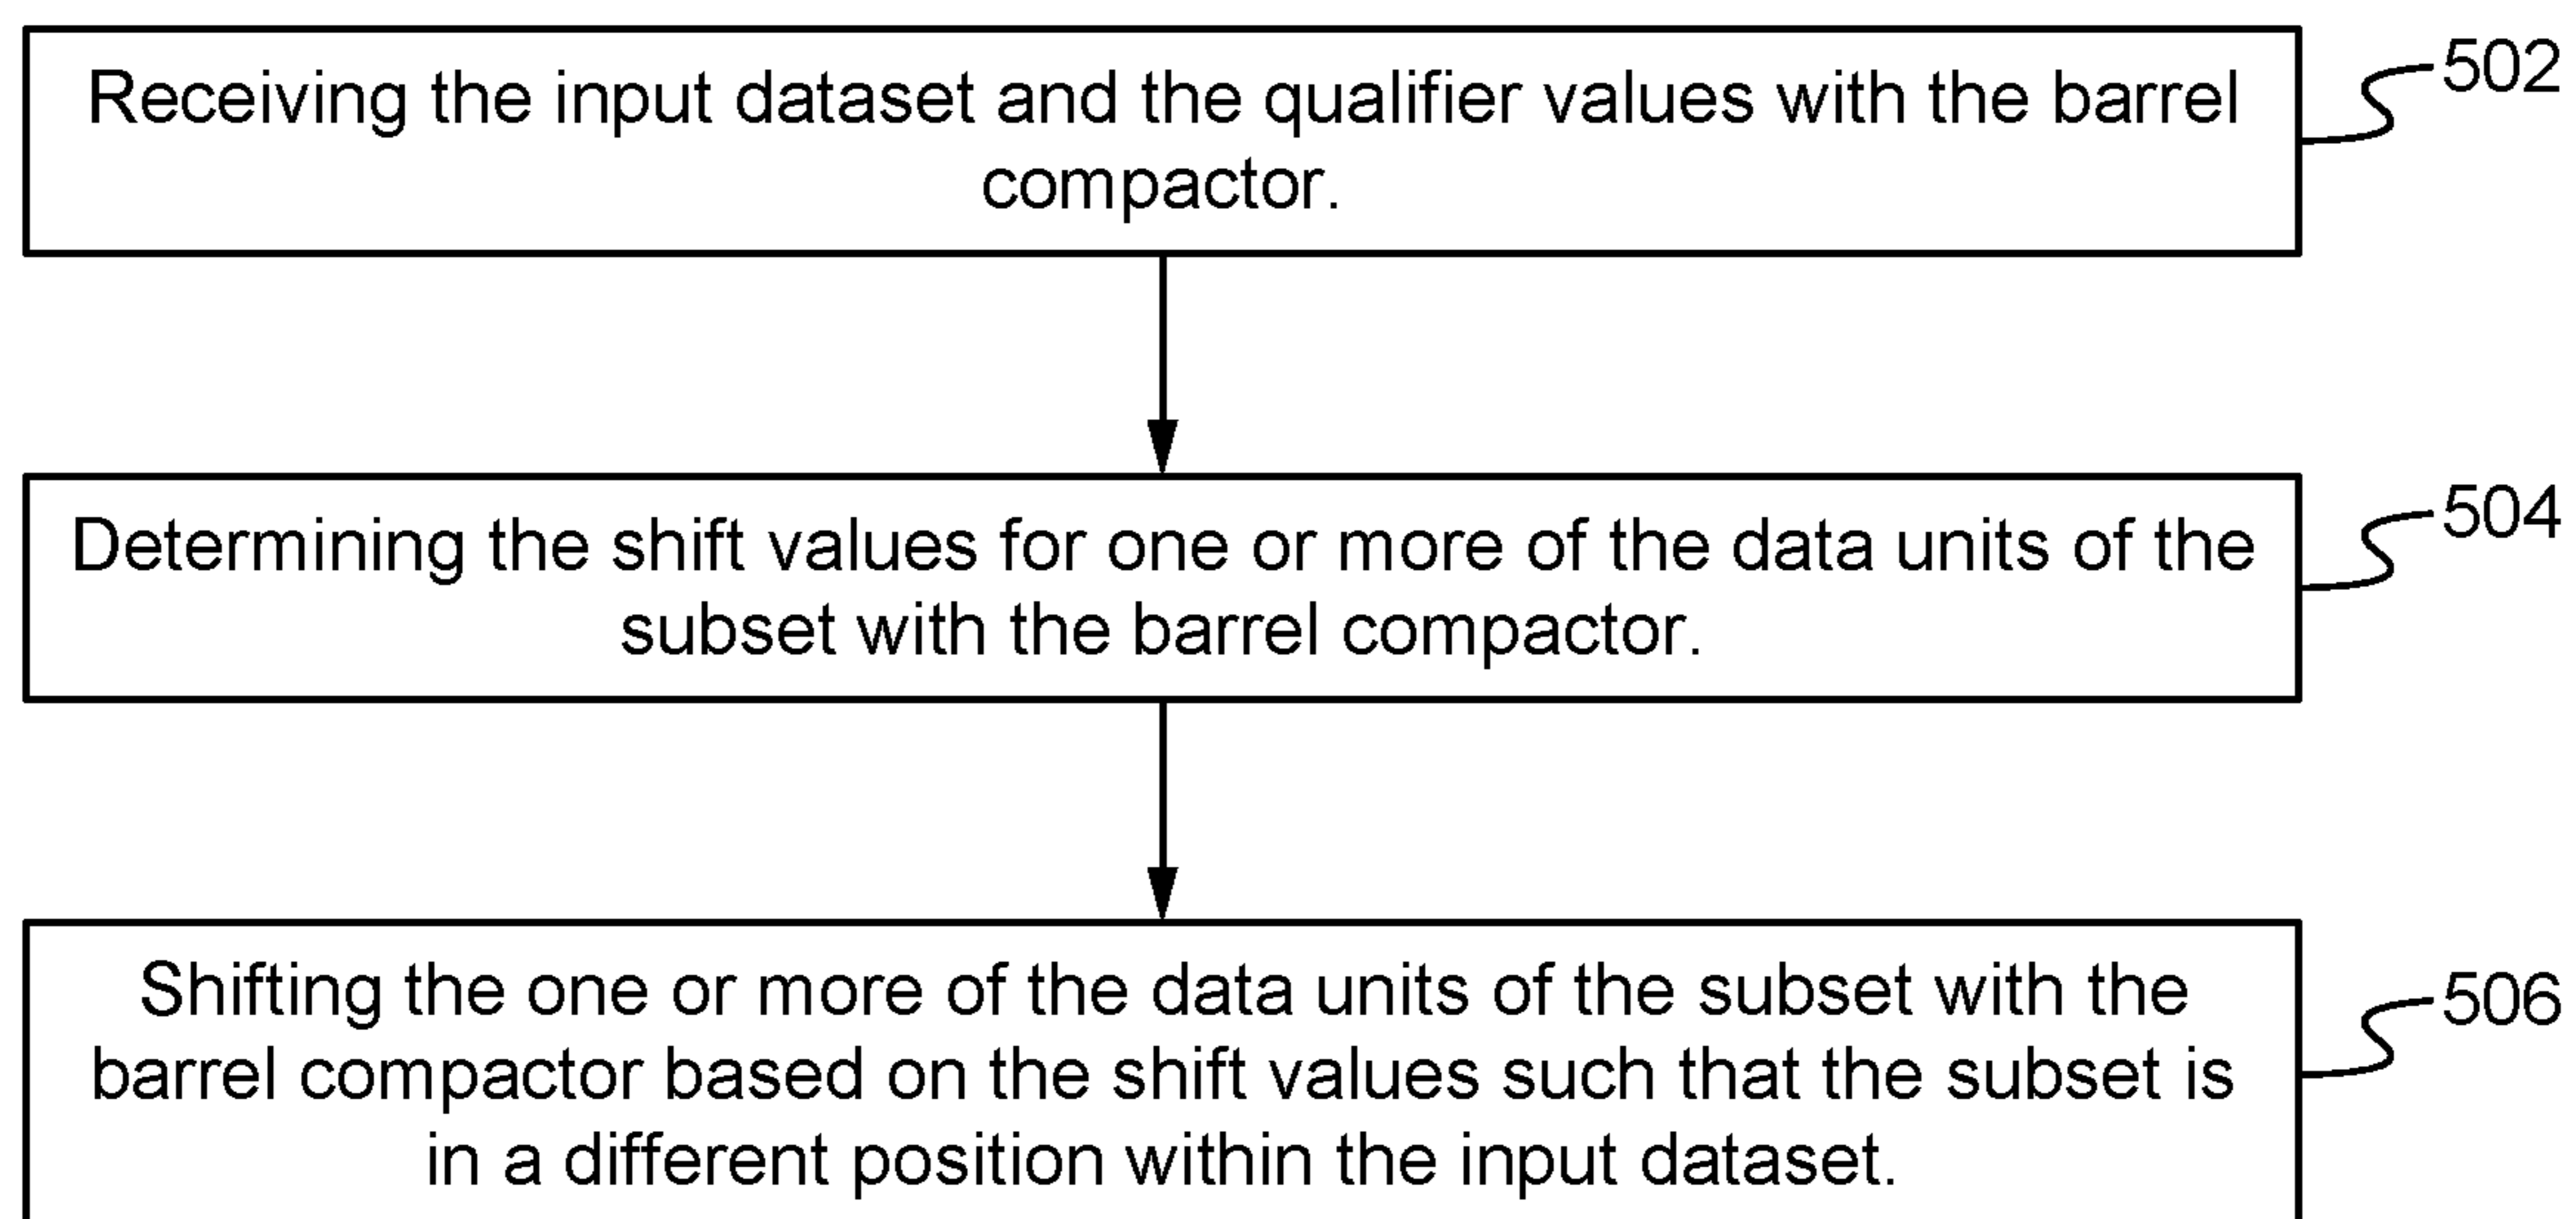 Receiving the input dataset and the qualifier values with the barrel
compactor.
502
Determining the shift values for one or more of the data units of the
subset with the barrel compactor.
504
Shifting the one or more of the data units of the subset with the
barrel compactor based on the shift values such that the subset is
in a different position within the input dataset.
506